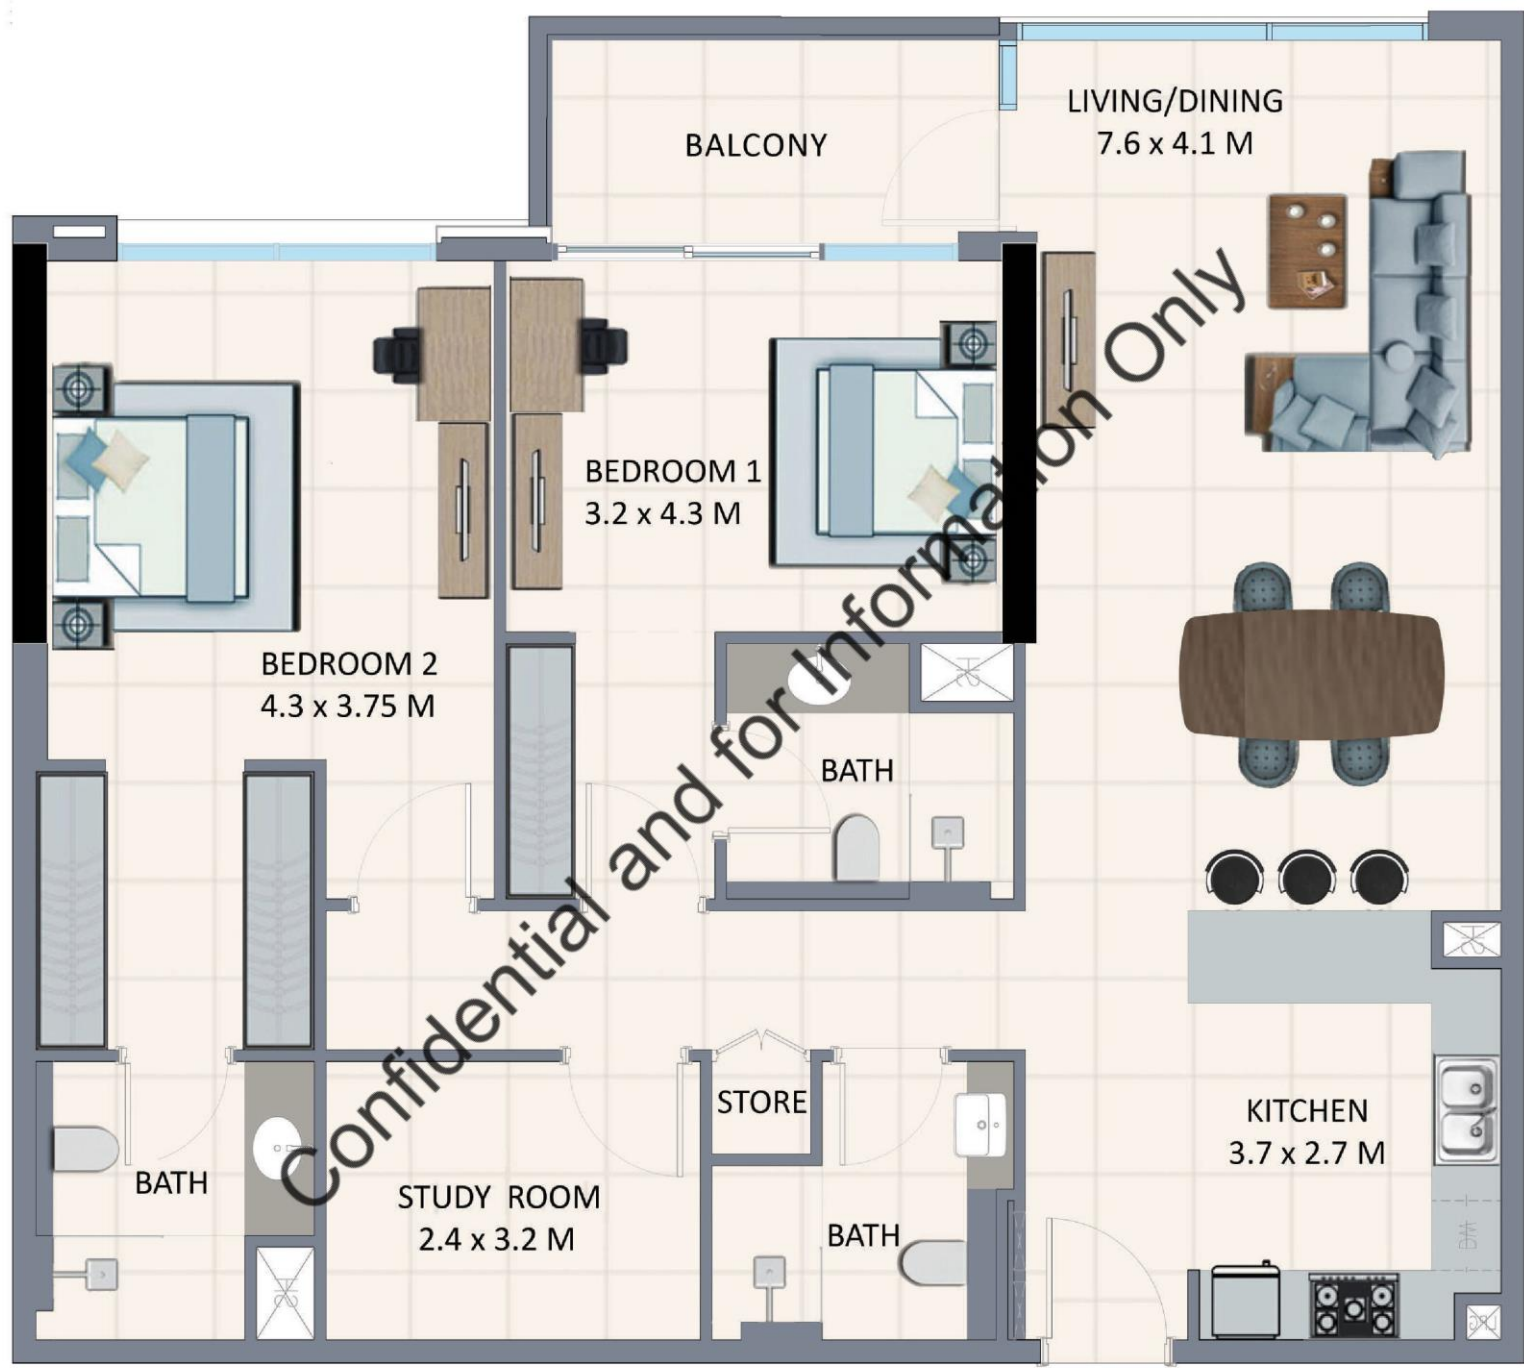 BALCONY
LIVING/DINING
7.6 x 4.1 M
BEDROOM 1
3.2 x 4.3 M
BEDROOM 2
4.3 x 3.75 M
BATH
Confidential and for Information Only
STORE
KITCHEN
3.7 x 2.7 M
BATH
STUDY ROOM
2.4 x 3.2 M
BATH